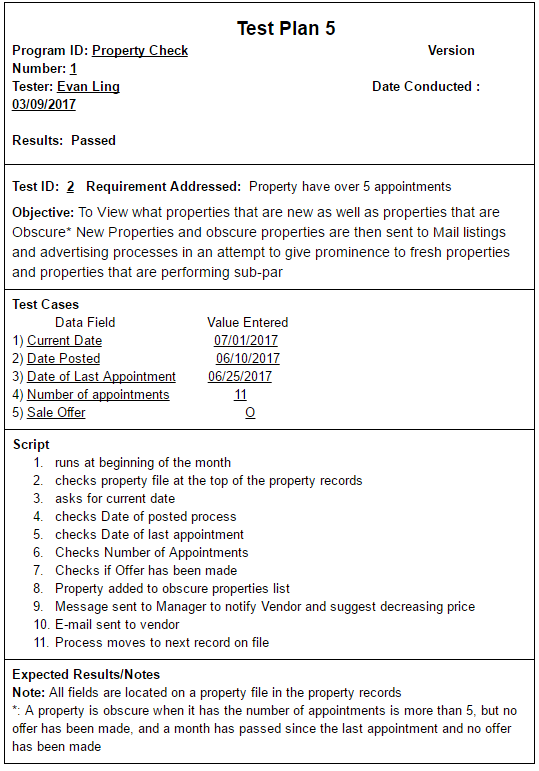 Test Plan 5
Program ID: Property Check Version
Number: 1
Tester: Evan Ling Date Conducted :
03/09/2017
Results: Passed
Test ID: 2 Requirement Addressed: Property have over 5 appointments
Objective: To View what properties that are new as well as properties that are
Obscure* New Properties and obscure properties are then sent to Mail listings
and advertising processes in an attempt to give prominence to fresh properties
and properties that are performing sub-par
Test Cases
Data Field Value Entered
1) Current Date 07/01/2017
2) Date Posted 06/10/2017
3) Date of Last Appointment 06/25/2017
4) Number of appointments 11
5) Sale Offer O
Script
1. runs at beginning of the month
2. checks property file at the top of the property records
3. asks for current date
4. checks Date of posted process
5. checks Date of last appointment
6. Checks Number of Appointments
7. Checks if Offer has been made
8. Property added to obscure properties list
9. Message sent to Manager to notify Vendor and suggest decreasing price
10. E-mail sent to vendor
11. Process moves to next record on file
Expected Results/Notes
Note: All fields are located on a property file in the property records
*: A property is obscure when it has the number of appointments is more than 5, but no
offer has been made, and a month has passed since the last appointment and no offer
has been made